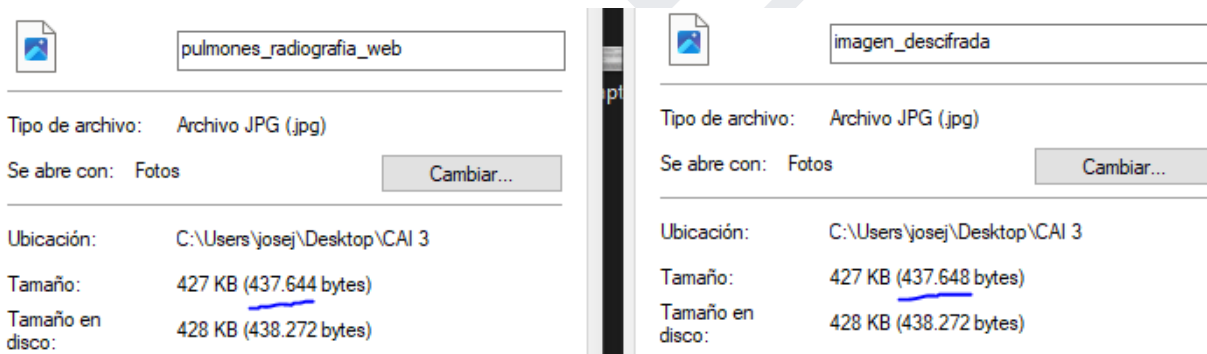 pulmones_radiografia_web
Tipo de archivo: Archivo JPG (.jpg)
Se abre con: Fotos Cambiar...
Ubicación: C:\Users\josej\Desktop\CAI 3
Tamaño: 427 KB (437.644 bytes)
Tamaño en disco: 428 KB (438.272 bytes)
pt
imagen_descifrada
Tipo de archivo: Archivo JPG (.jpg)
Se abre con: Fotos Cambiar...
Ubicación: C:\Users\josej\Desktop\CAI 3
Tamaño: 427 KB (437.648 bytes)
Tamaño en disco: 428 KB (438.272 bytes)